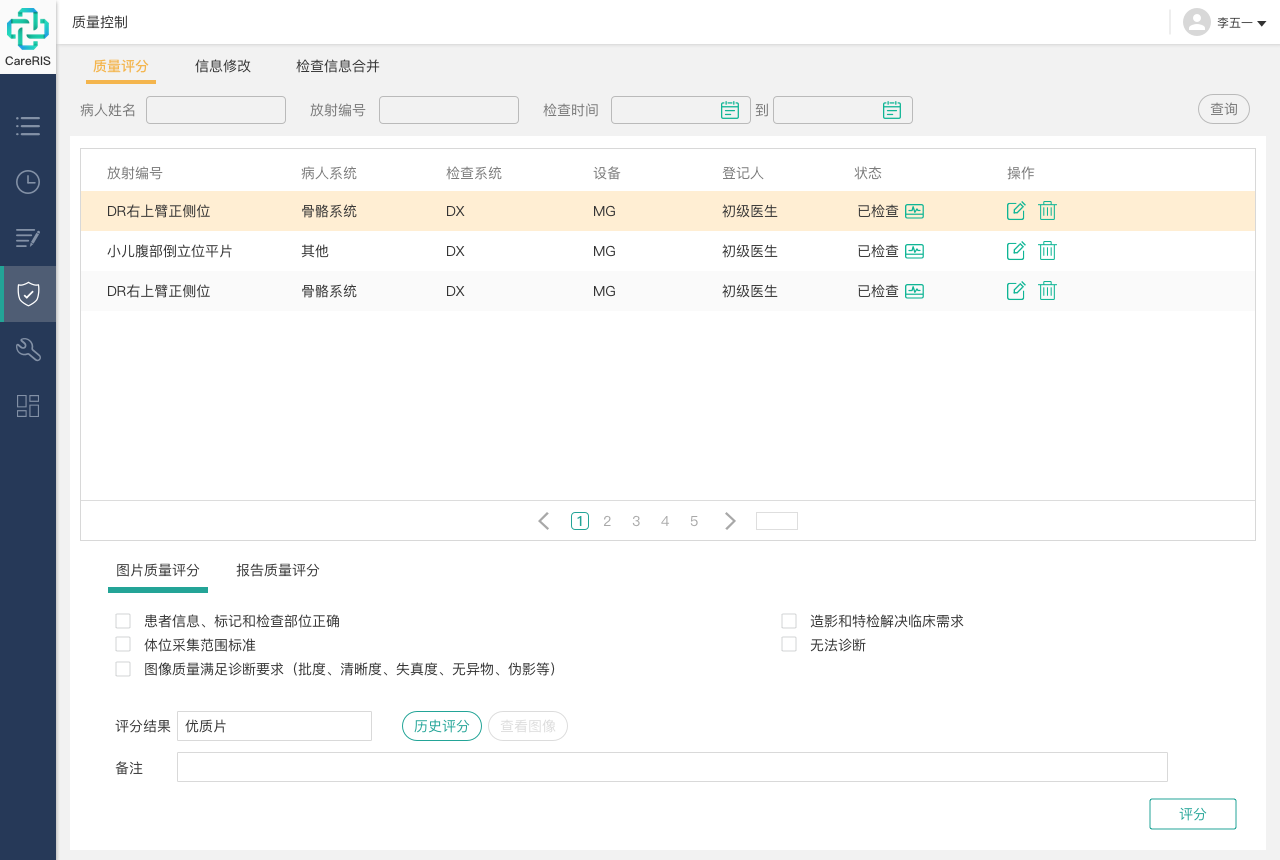 CareRIS
质量控制
李五一
质量评分 信息修改 检查信息合并
病人姓名 放射编号 检查时间 到 查询
放射编号 病人系统 检查系统 设备 登记人 状态 操作
DR右上臂正侧位 骨骼系统 DX MG 初级医生 已检查
小儿腹部倒立位平片 其他 DX MG 初级医生 已检查
DR右上臂正侧位 骨骼系统 DX MG 初级医生 已检查
1 2 3 4 5
图片质量评分 报告质量评分
患者信息、标记和检查部位正确 造影和特检解决临床需求
体位采集范围标准 无法诊断
图像质量满足诊断要求（批度、清晰度、失真度、无异物、伪影等）
评分结果 优质片 历史评分 查看图像
备注
评分